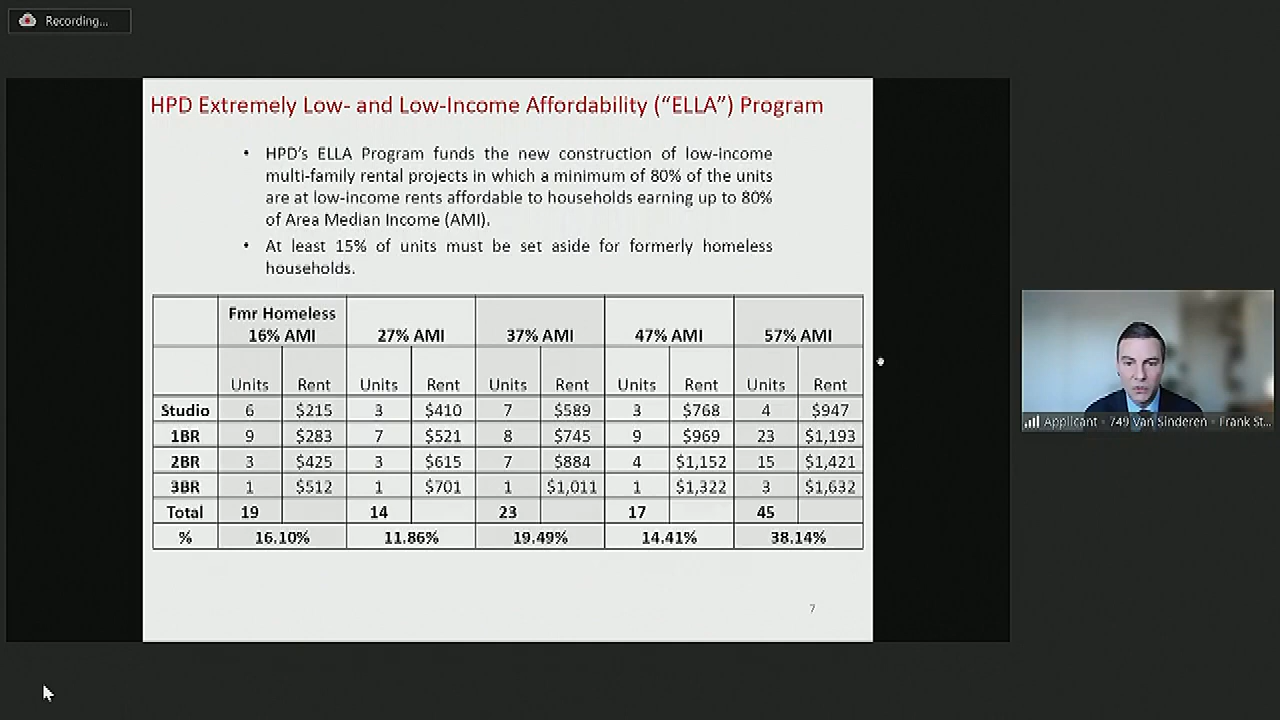 Recording...
HPD Extremely Low- and Low-Income Affordability (“ELLA”) Program
• HPD’s ELLA Program funds the new construction of low-income
multi-family rental projects in which a minimum of 80% of the units
are at low-income rents affordable to households earning up to 80%
of Area Median Income (AMI).
• At least 15% of units must be set aside for formerly homeless
households.
Fmr Homeless
16% AMI 27% AMI 37% AMI 47% AMI 57% AMI
Units Rent Units Rent Units Rent Units Rent Units Rent
Studio 6 $215 3 $410 7 $589 3 $768 4 $947
1BR 9 $283 7 $521 8 $745 9 $969 23 $1,193
2BR 3 $425 3 $615 7 $884 4 $1,152 15 $1,421
3BR 1 $512 1 $701 1 $1,011 1 $1,322 3 $1,632
Total 19 14 23 17 45
% 16.10% 11.86% 19.49% 14.41% 38.14%
7
Applicant - 749 Van Sinderen - Frank St...